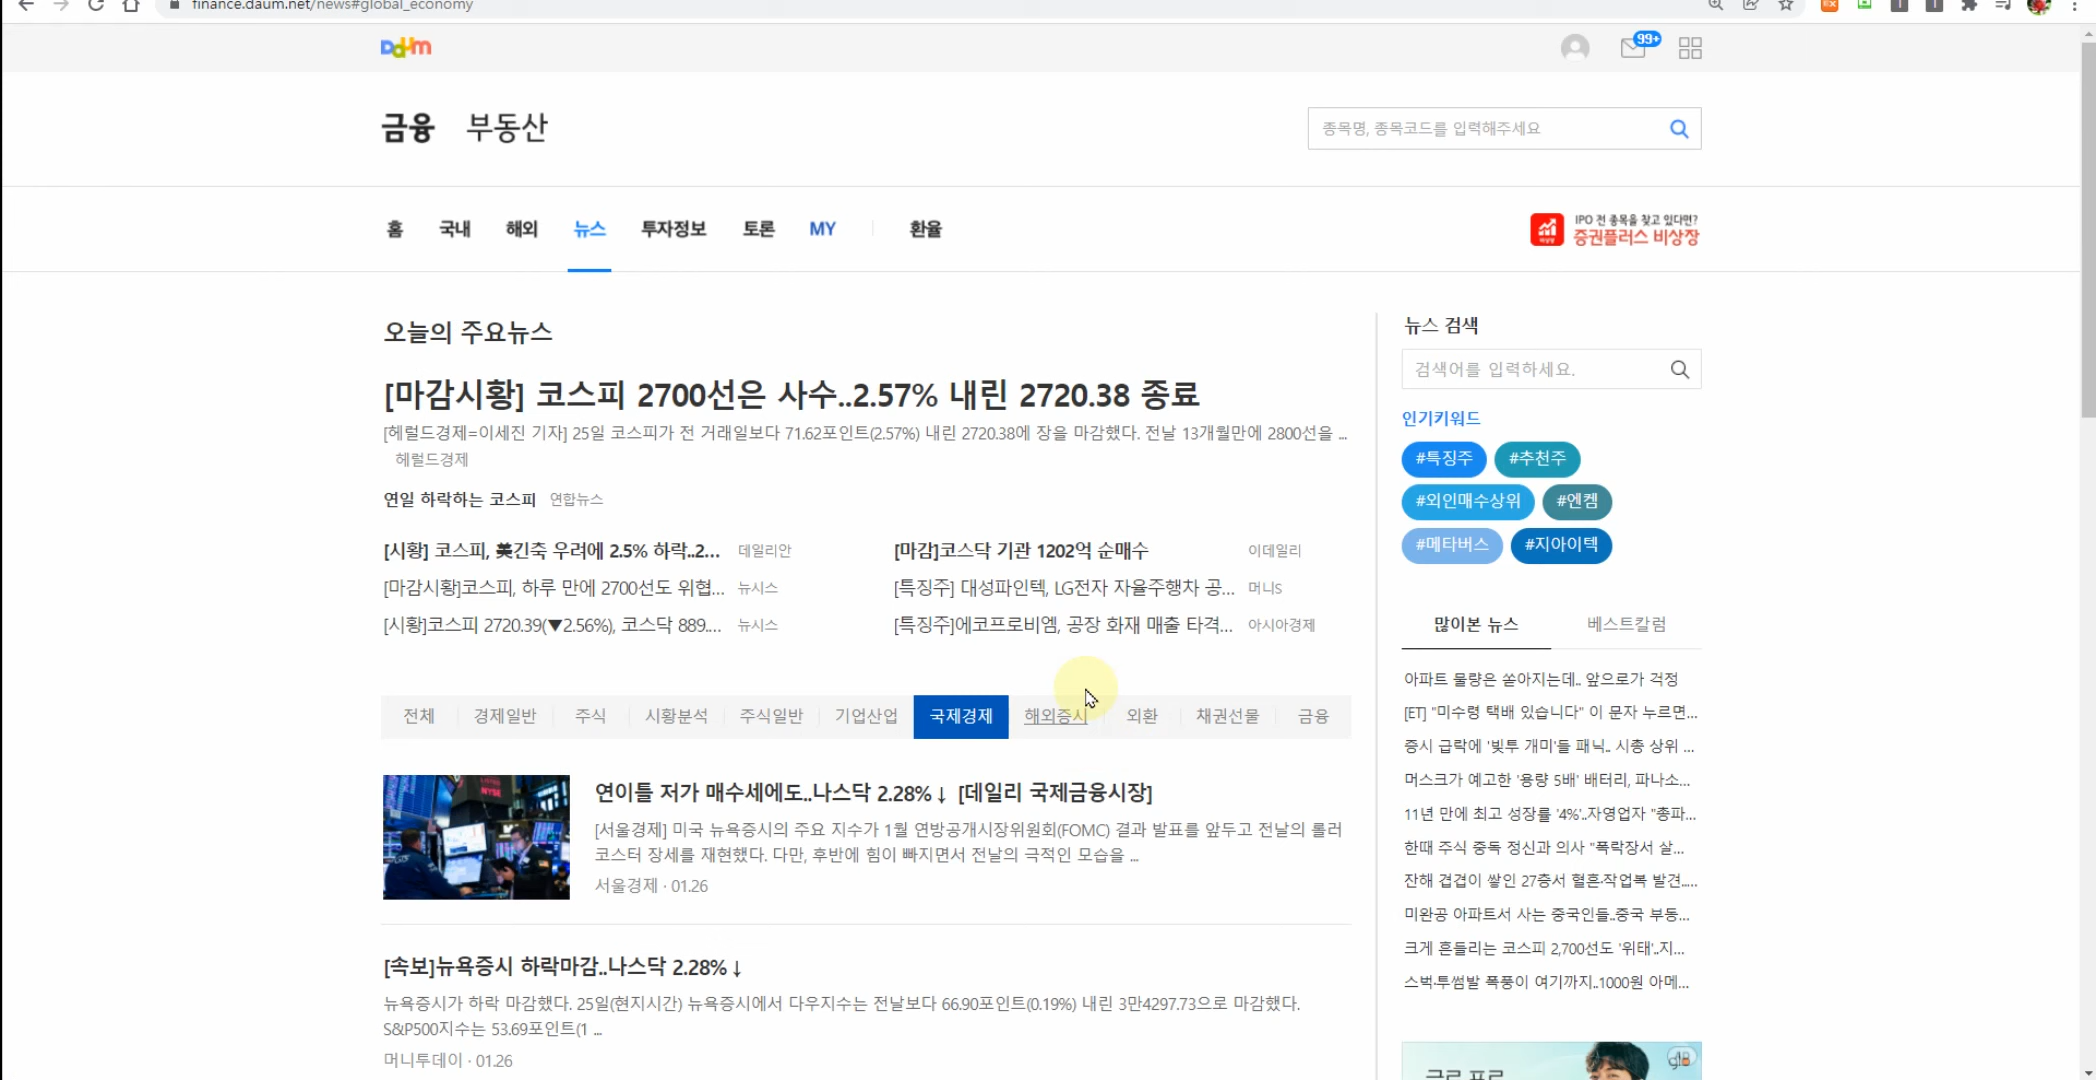 finance.daum.net/news#global_economy
Daum
99+
금융 부동산
종목명, 종목코드를 입력해주세요
홈 국내 해외 뉴스 투자정보 토론 MY 환율
IPO 전 종목을 찾고 있다면?
증권플러스 비상장
오늘의 주요뉴스
[마감시황] 코스피 2700선은 사수..2.57% 내린 2720.38 종료
[헤럴드경제=이세진 기자] 25일 코스피가 전 거래일보다 71.62포인트(2.57%) 내린 2720.38에 장을 마감했다. 전날 13개월만에 2800선을 ...
헤럴드경제
연일 하락하는 코스피 연합뉴스
[시황] 코스피, 美긴축 우려에 2.5% 하락..2... 데일리안
[마감]코스닥 기관 1202억 순매수 이데일리
[마감시황]코스피, 하루 만에 2700선도 위협... 뉴시스
[특징주] 대성파인텍, LG전자 자율주행차 공... 머니S
[시황]코스피 2720.39(▼2.56%), 코스닥 889.... 뉴시스
[특징주]에코프로비엠, 공장 화재 매출 타격... 아시아경제
전체 경제일반 주식 시황분석 주식일반 기업산업 국제경제 해외증시 외환 채권선물 금융
연이틀 저가 매수세에도..나스닥 2.28%↓ [데일리 국제금융시장]
[서울경제] 미국 뉴욕증시의 주요 지수가 1월 연방공개시장위원회(FOMC) 결과 발표를 앞두고 전날의 롤러
코스터 장세를 재현했다. 다만, 후반에 힘이 빠지면서 전날의 극적인 모습을 ...
서울경제 · 01.26
[속보]뉴욕증시 하락마감..나스닥 2.28%↓
뉴욕증시가 하락 마감했다. 25일(현지시간) 뉴욕증시에서 다우지수는 전날보다 66.90포인트(0.19%) 내린 3만4297.73으로 마감했다.
S&P500지수는 53.69포인트(1 ...
머니투데이 · 01.26
뉴스 검색
검색어를 입력하세요.
인기키워드
#특징주 #추천주
#외인매수상위 #엔켐
#메타버스 #지아이텍
많이본 뉴스 베스트칼럼
아파트 물량은 쏟아지는데.. 앞으로가 걱정
[ET] "미수령 택배 있습니다" 이 문자 누르면...
증시 급락에 '빚투 개미'들 패닉.. 시총 상위 ...
머스크가 예고한 '용량 5배' 배터리, 파나소...
11년 만에 최고 성장률 '4%'..자영업자 "총파...
한때 주식 중독 정신과 의사 "폭락장서 살...
잔해 겹겹이 쌓인 27층서 혈흔·작업복 발견.....
미완공 아파트서 사는 중국인들..중국 부동...
크게 흔들리는 코스피 2,700선도 '위태'..지...
스벅·투썸발 폭풍이 여기까지..1000원 아메...